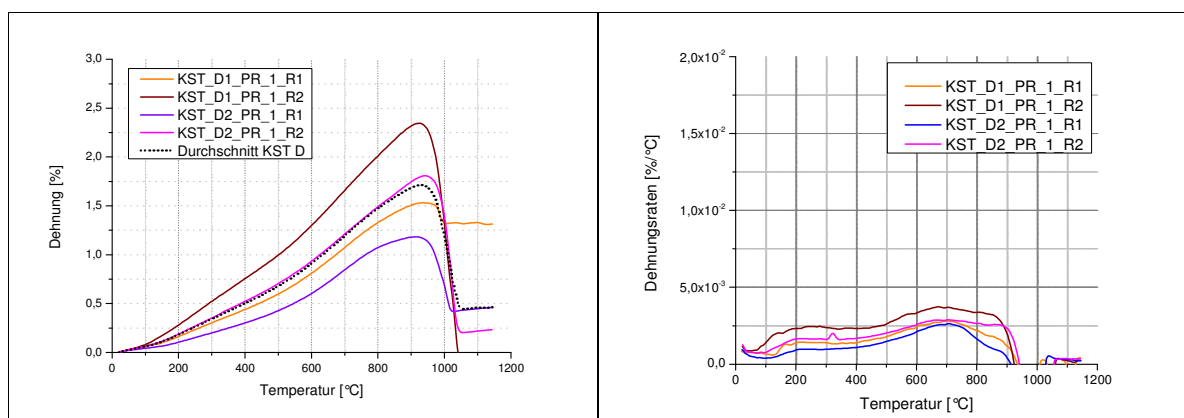 3,0
2,5
2,0
1,5
1,0
0,5
0,0
Dehnung [%]
KST_D1_PR_1_R1
KST_D1_PR_1_R2
KST_D2_PR_1_R1
KST_D2_PR_1_R2
Durchschnitt KST D
0 200 400 600 800 1000 1200
Temperatur [°C]
2,0x10⁻²
1,5x10⁻²
1,0x10⁻²
5,0x10⁻³
0,0
Dehnungsraten [%/°C]
KST_D1_PR_1_R1
KST_D1_PR_1_R2
KST_D2_PR_1_R1
KST_D2_PR_1_R2
0 200 400 600 800 1000 1200
Temperatur [°C]